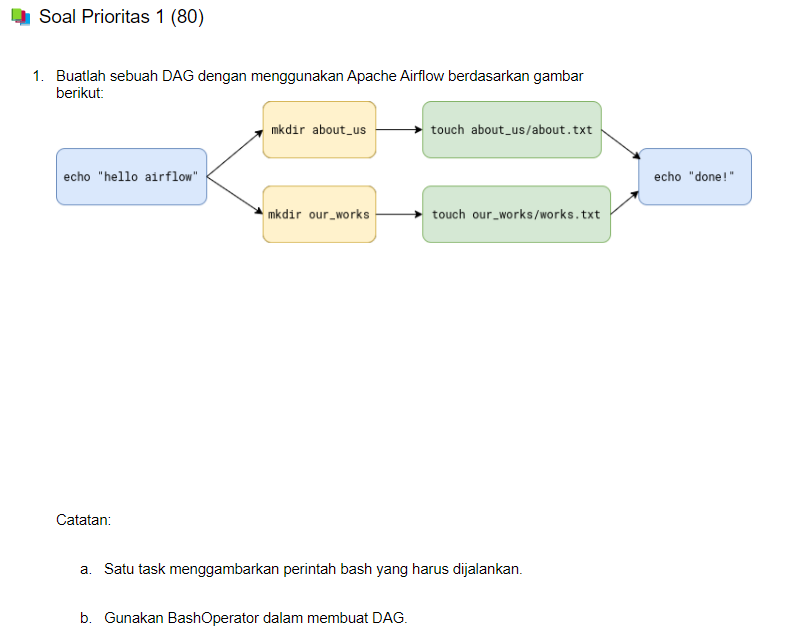 Soal Prioritas 1 (80)
1. Buatlah sebuah DAG dengan menggunakan Apache Airflow berdasarkan gambar
berikut:
echo "hello airflow"
mkdir about_us
touch about_us/about.txt
mkdir our_works
touch our_works/works.txt
echo "done!"
Catatan:
a. Satu task menggambarkan perintah bash yang harus dijalankan.
b. Gunakan BashOperator dalam membuat DAG.